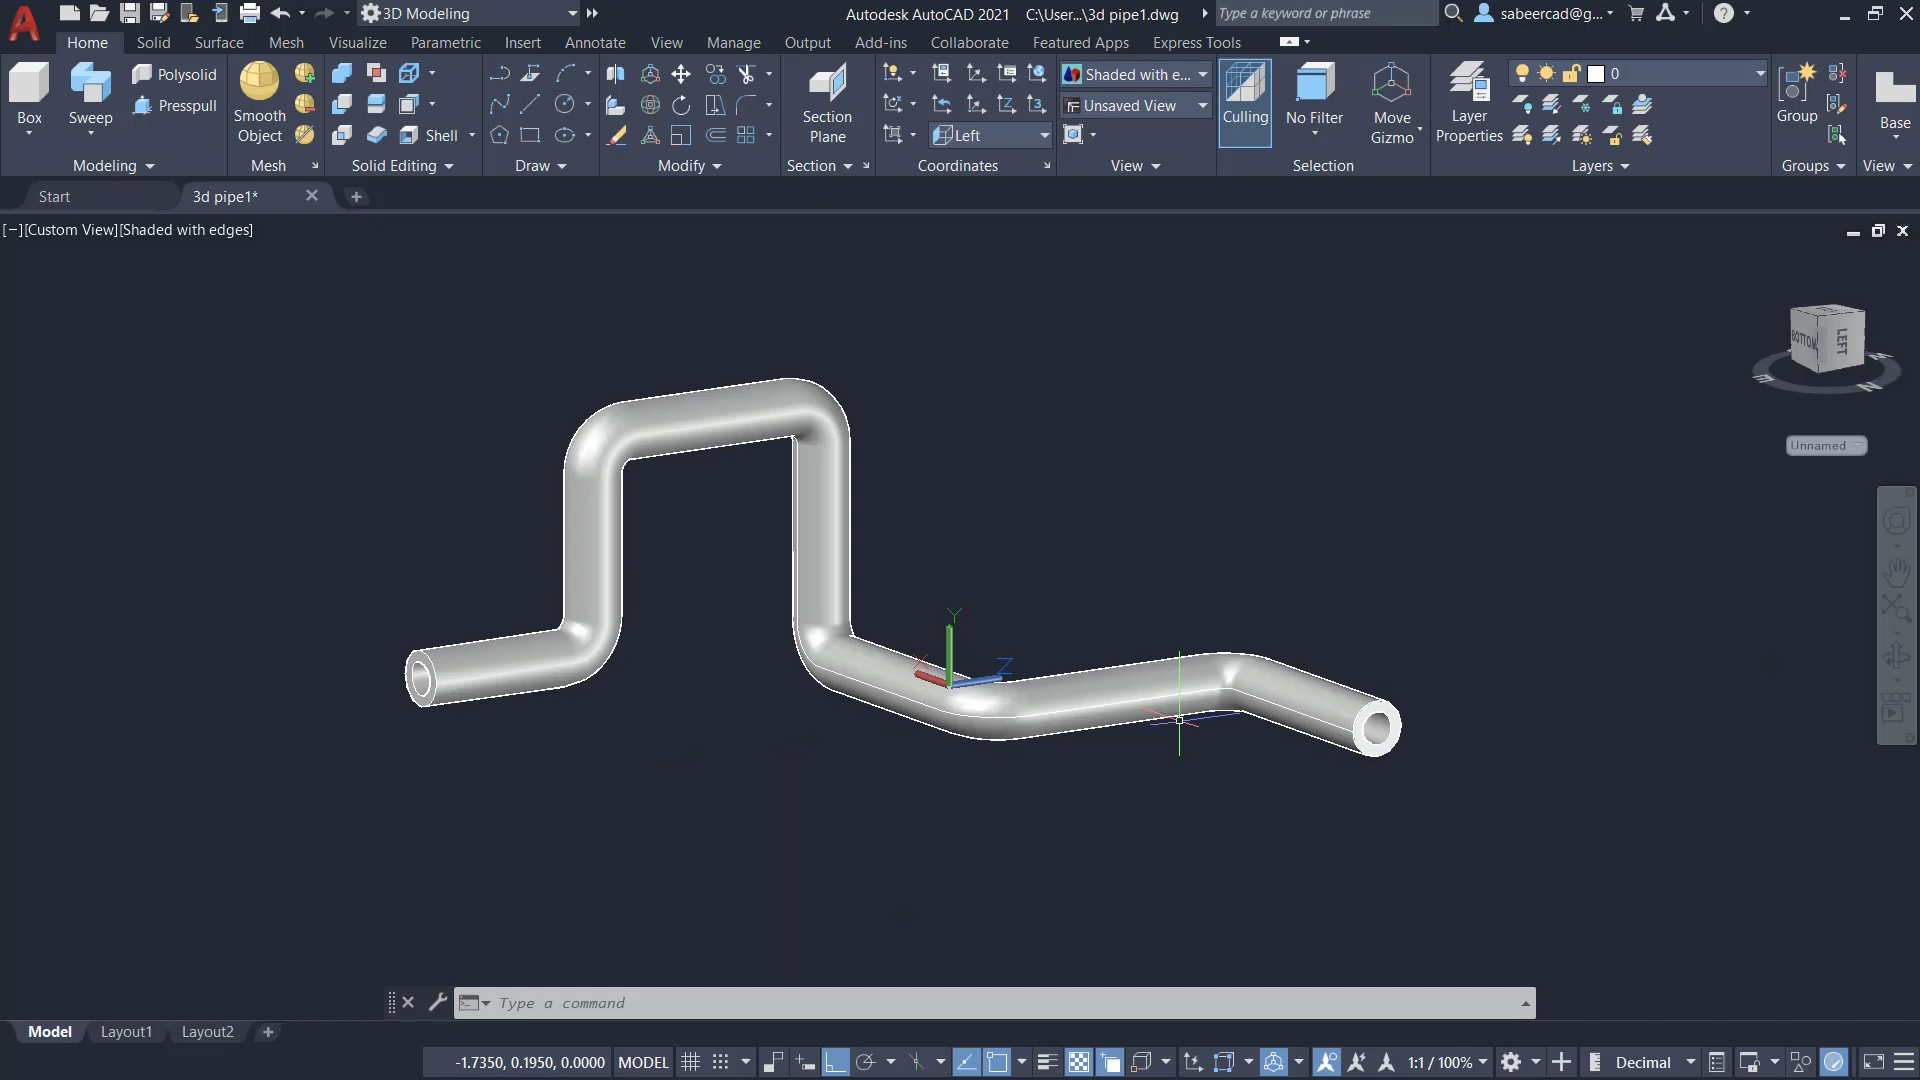 3D Modeling
Autodesk AutoCAD 2021 C:\User...\3d pipe1.dwg
Type a keyword or phrase
sabeercad@g...
Home Solid Surface Mesh Visualize Parametric Insert Annotate View Manage Output Add-ins Collaborate Featured Apps Express Tools
Box
Sweep
Polysolid
Presspull
Modeling
Smooth
Object
Mesh
Shell
Solid Editing
Draw
Modify
Section
Plane
Section
Left
Coordinates
Shaded with e...
Unsaved View
View
Culling
No Filter
Move
Gizmo
Selection
Layer
Properties
0
Layers
Group
Groups
Base
View
Start
3d pipe1*
[−][Custom View][Shaded with edges]
BOTTOM
LEFT
Unnamed
Y
X
Z
Type a command
Model Layout1 Layout2
-1.7350, 0.1950, 0.0000 MODEL
1:1 / 100%
Decimal